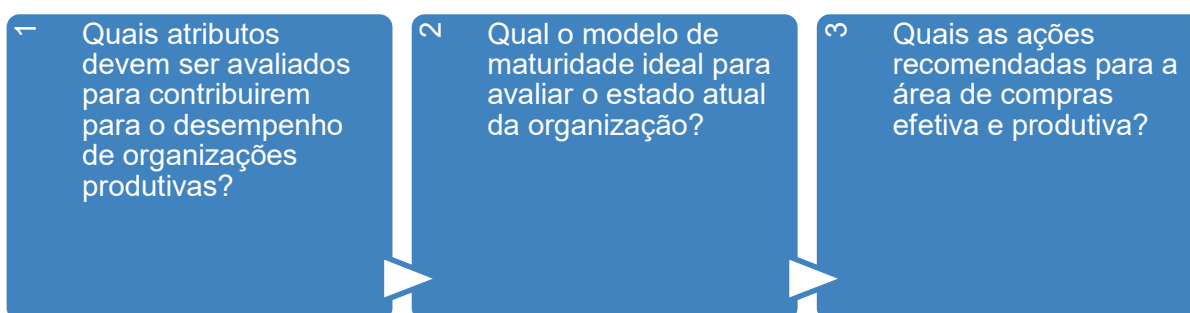 1
Quais atributos
devem ser avaliados
para contribuirem
para o desempenho
de organizações
produtivas?
2
Qual o modelo de
maturidade ideal para
avaliar o estado atual
da organização?
3
Quais as ações
recomendadas para a
área de compras
efetiva e produtiva?